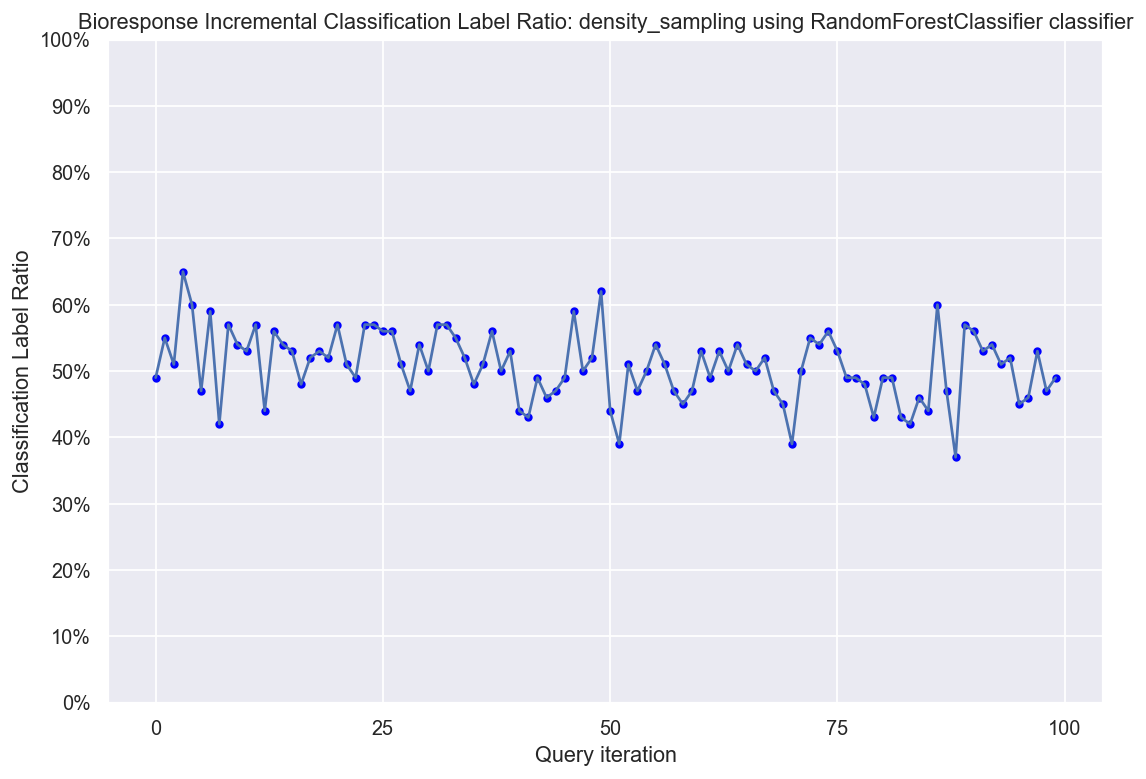 Bioresponse Incremental Classification Label Ratio: density_sampling using RandomForestClassifier classifier
100%
90%
80%
70%
60%
50%
40%
30%
20%
10%
0%
Classification Label Ratio
0 25 50 75 100
Query iteration